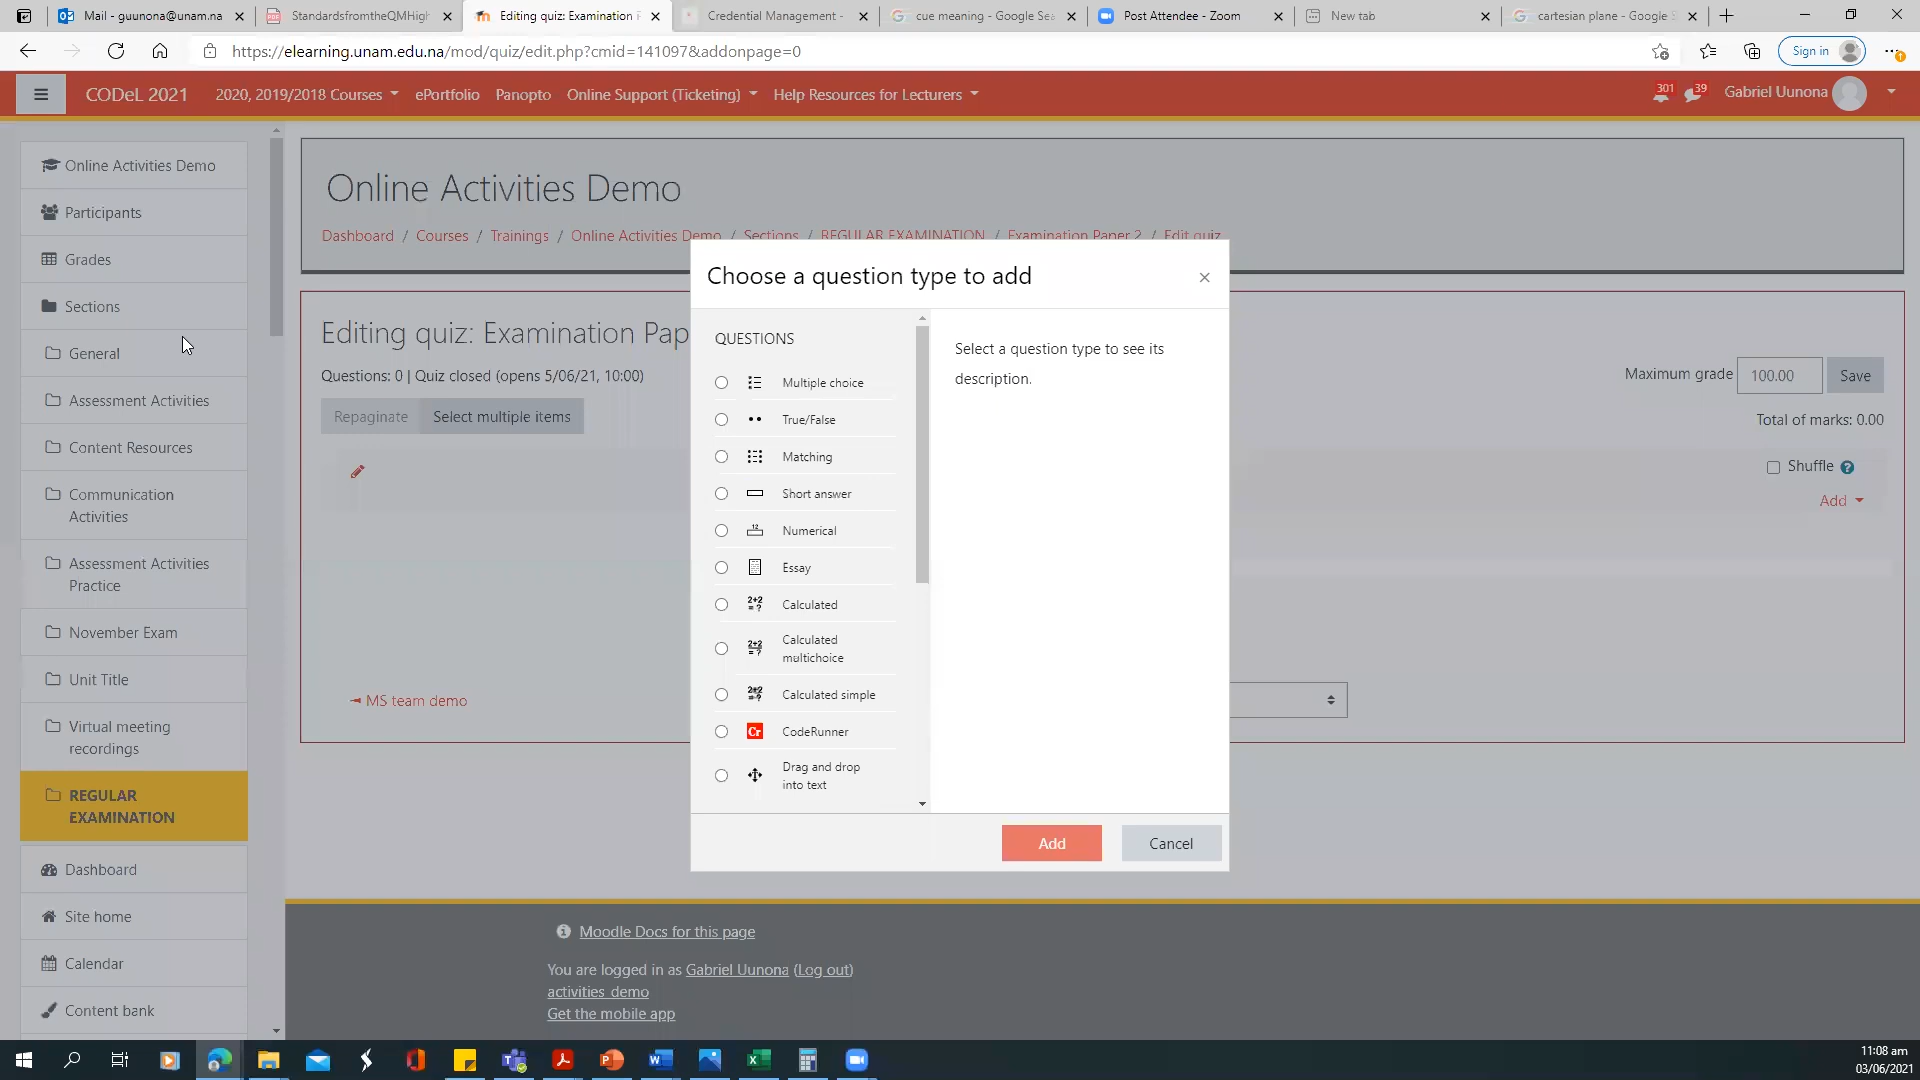 Mail - guunona@unam.na
StandardsfromtheQMHigh
Editing quiz: Examination P
Credential Management -
cue meaning - Google Sea
Post Attendee - Zoom
New tab
cartesian plane - Google S
https://elearning.unam.edu.na/mod/quiz/edit.php?cmid=141097&addonpage=0
Sign in
CODeL 2021
2020, 2019/2018 Courses
ePortfolio
Panopto
Online Support (Ticketing)
Help Resources for Lecturers
301
39
Gabriel Uunona
Online Activities Demo
Participants
Grades
Sections
General
Assessment Activities
Content Resources
Communication
Activities
Assessment Activities
Practice
November Exam
Unit Title
Virtual meeting
recordings
REGULAR
EXAMINATION
Dashboard
Site home
Calendar
Content bank
Online Activities Demo
Dashboard / Courses / Trainings / Online Activities Demo / Sections / REGULAR EXAMINATION / Examination Paper 2 / Edit quiz
Editing quiz: Examination Pap
Questions: 0 | Quiz closed (opens 5/06/21, 10:00)
Repaginate
Select multiple items
Maximum grade
100.00
Save
Total of marks: 0.00
Shuffle
Add
◄ MS team demo
Choose a question type to add
×
QUESTIONS
Multiple choice
True/False
Matching
Short answer
Numerical
Essay
Calculated
Calculated
multichoice
Calculated simple
Cr
CodeRunner
Drag and drop
into text
Select a question type to see its
description.
Add
Cancel
Moodle Docs for this page
You are logged in as Gabriel Uunona (Log out)
activities_demo
Get the mobile app
11:08 am
03/06/2021